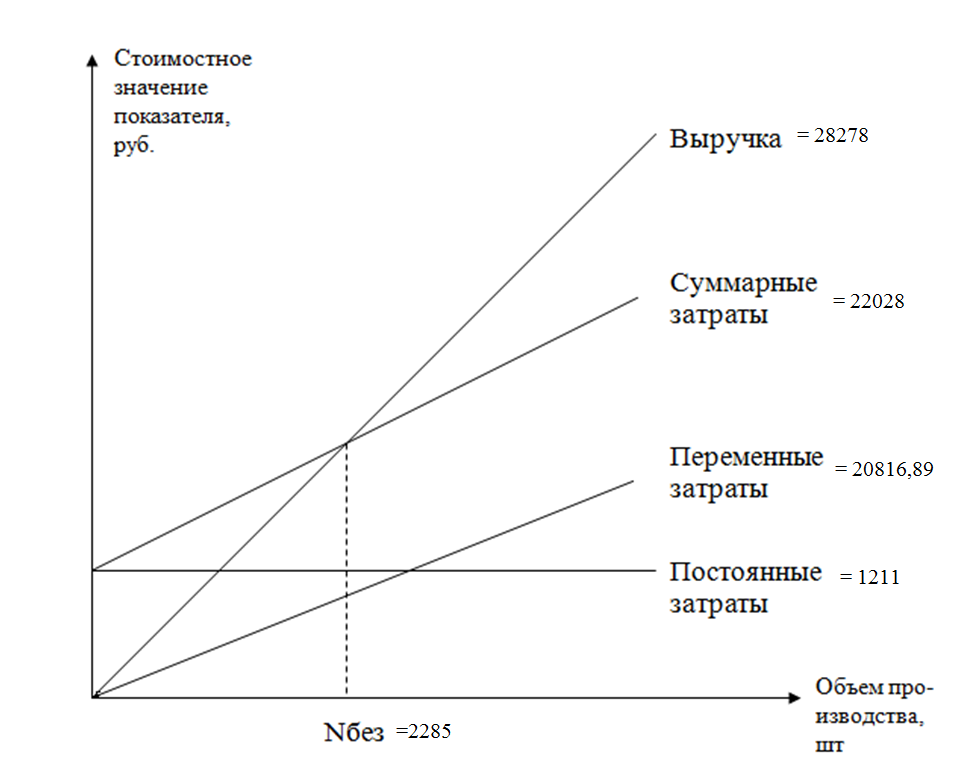 Стоимостное
значение
показателя,
руб.
Выручка = 28278
Суммарные
затраты = 22028
Переменные
затраты = 20816,89
Постоянные
затраты = 1211
Nбез =2285
Объем про-
изводства,
шт